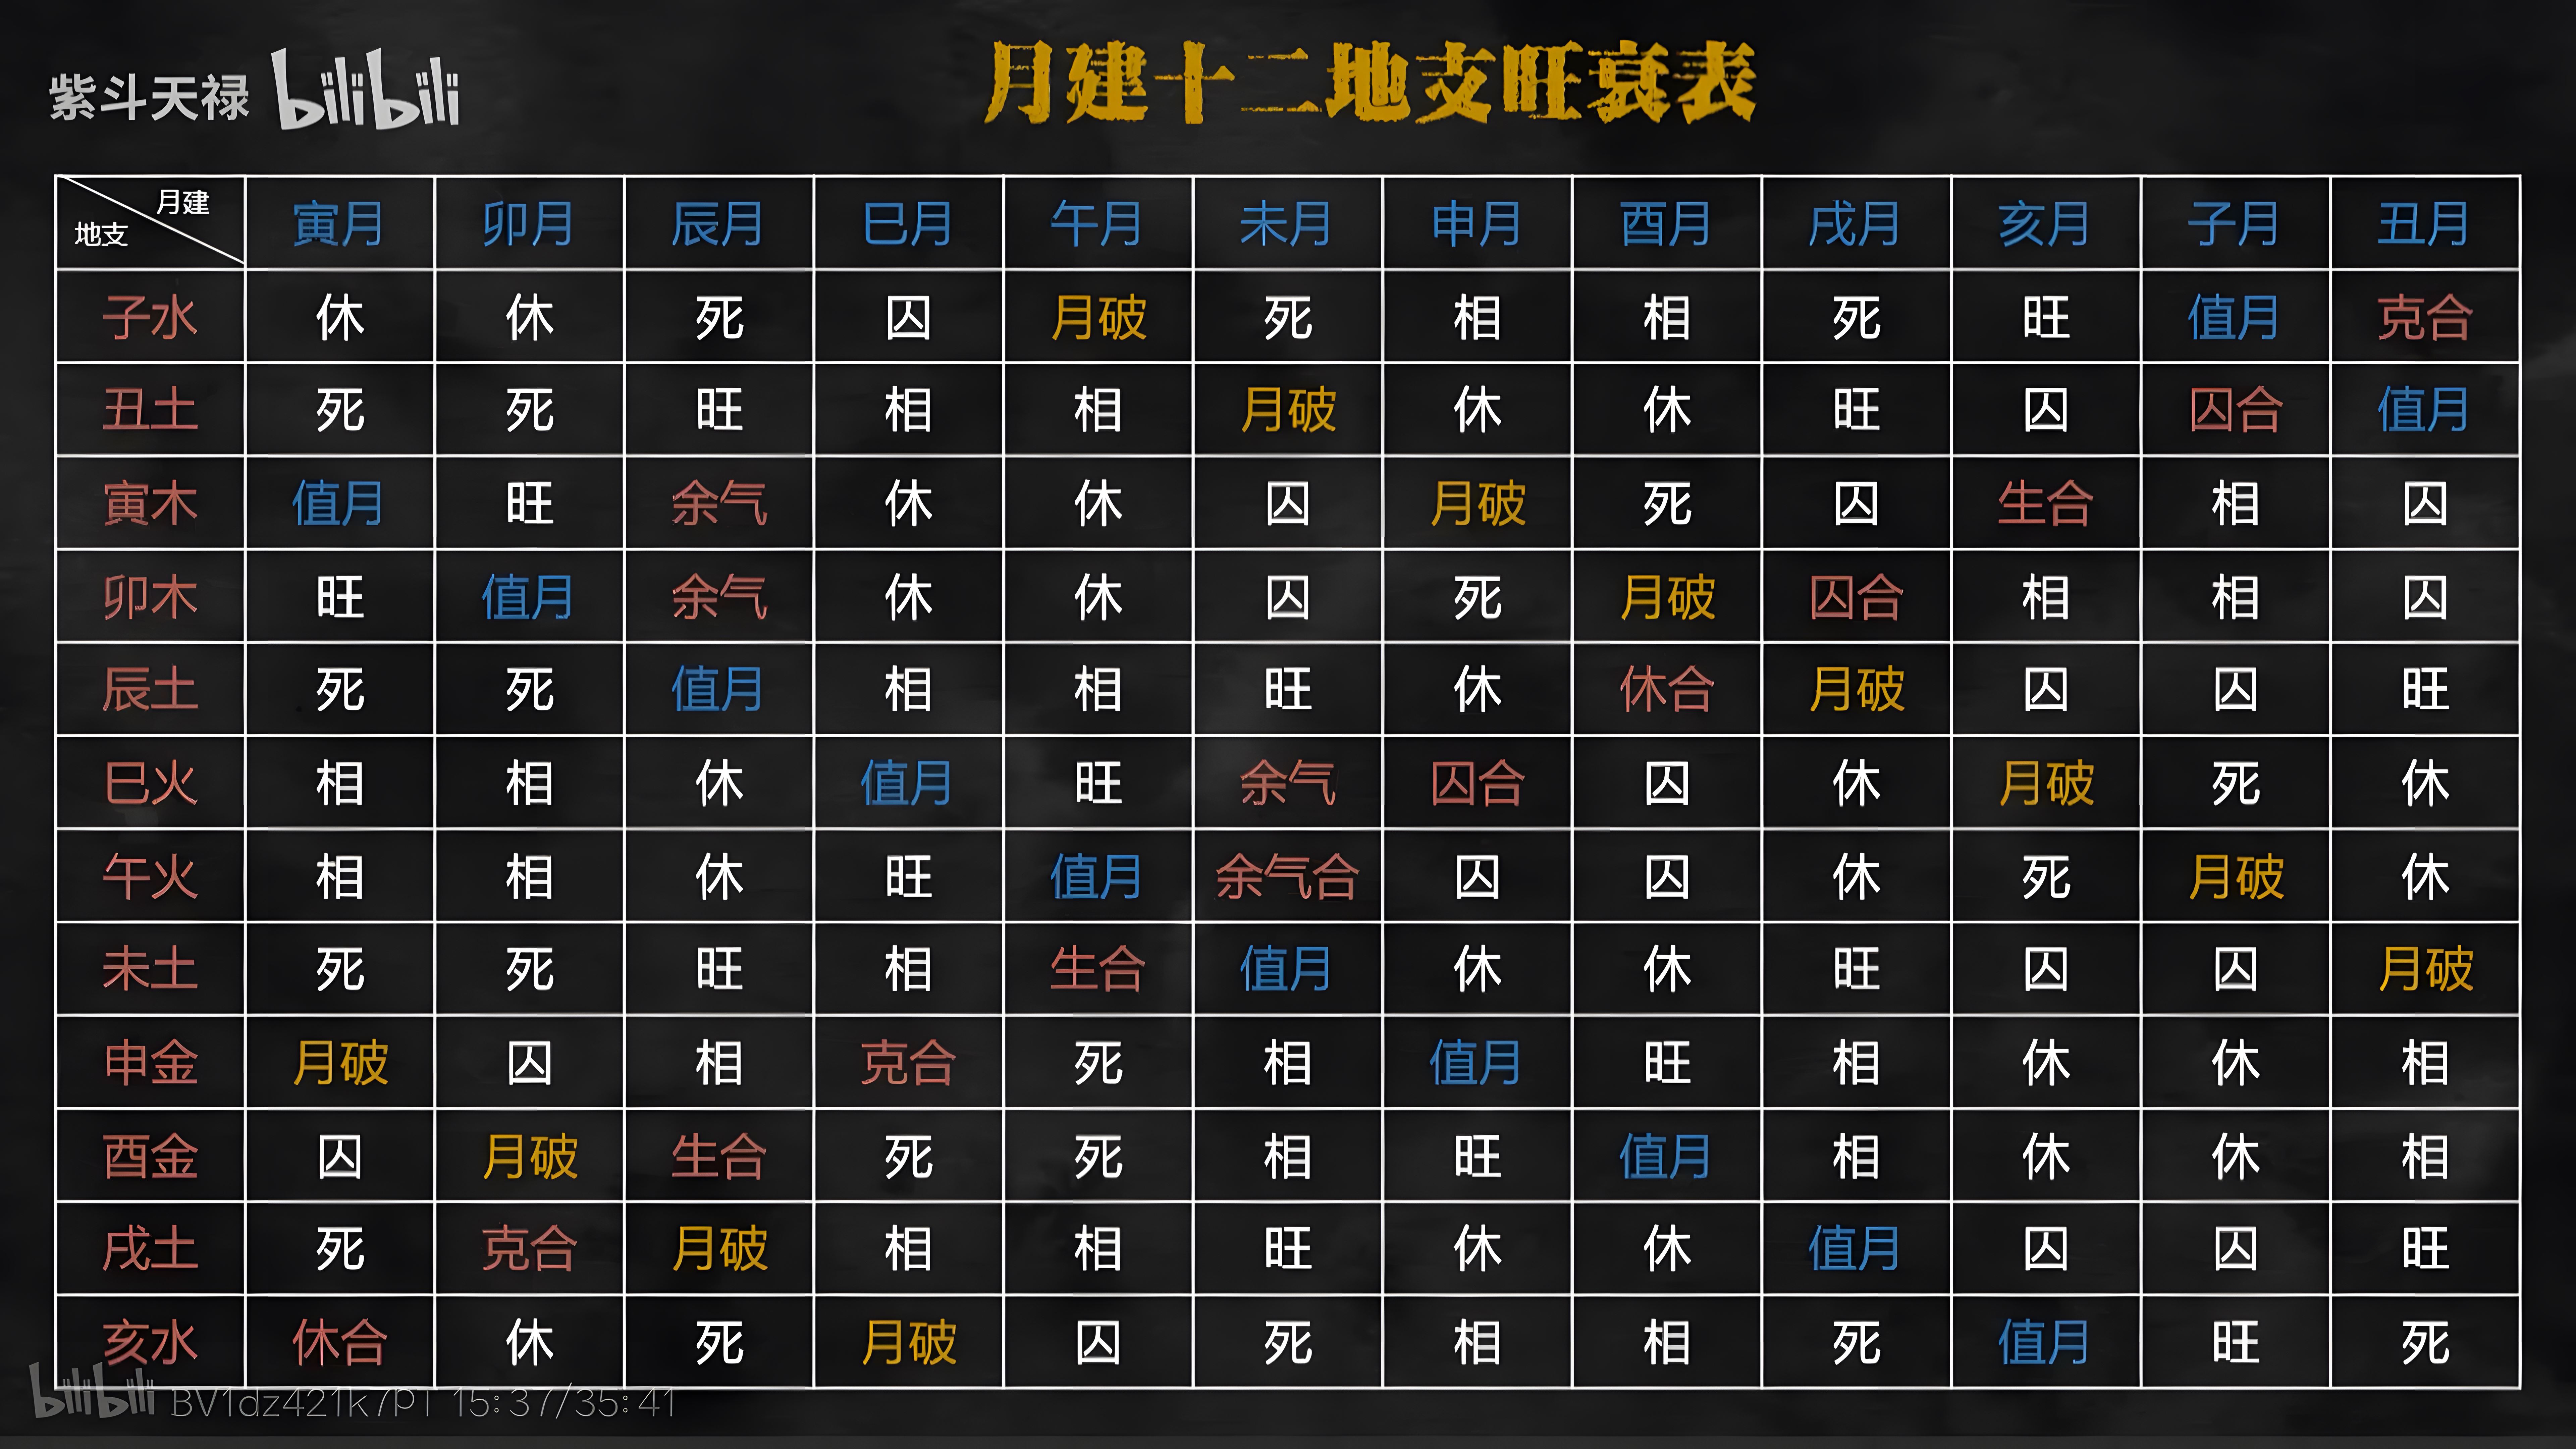 紫斗天禄 bilibili
月建十二地支旺衰表
月建
地支
寅月 卯月 辰月 巳月 午月 未月 申月 酉月 戌月 亥月 子月 丑月
子水 休 休 死 囚 月破 死 相 相 死 旺 值月 克合
丑土 死 死 旺 相 相 月破 休 休 旺 囚 囚合 值月
寅木 值月 旺 余气 休 休 囚 月破 死 囚 生合 相 囚
卯木 旺 值月 余气 休 休 囚 死 月破 囚合 相 相 囚
辰土 死 死 值月 相 相 旺 休 休合 月破 囚 囚 旺
巳火 相 相 休 值月 旺 余气 囚合 囚 休 月破 死 休
午火 相 相 休 旺 值月 余气合 囚 囚 休 死 月破 休
未土 死 死 旺 相 生合 值月 休 休 旺 囚 囚 月破
申金 月破 囚 相 克合 死 相 值月 旺 相 休 休 相
酉金 囚 月破 生合 死 死 相 旺 值月 相 休 休 相
戌土 死 克合 月破 相 相 旺 休 休 值月 囚 囚 旺
亥水 休合 休 死 月破 囚 死 相 相 死 值月 旺 死
bilibili BV1dz421k7PT 15:37/35:41